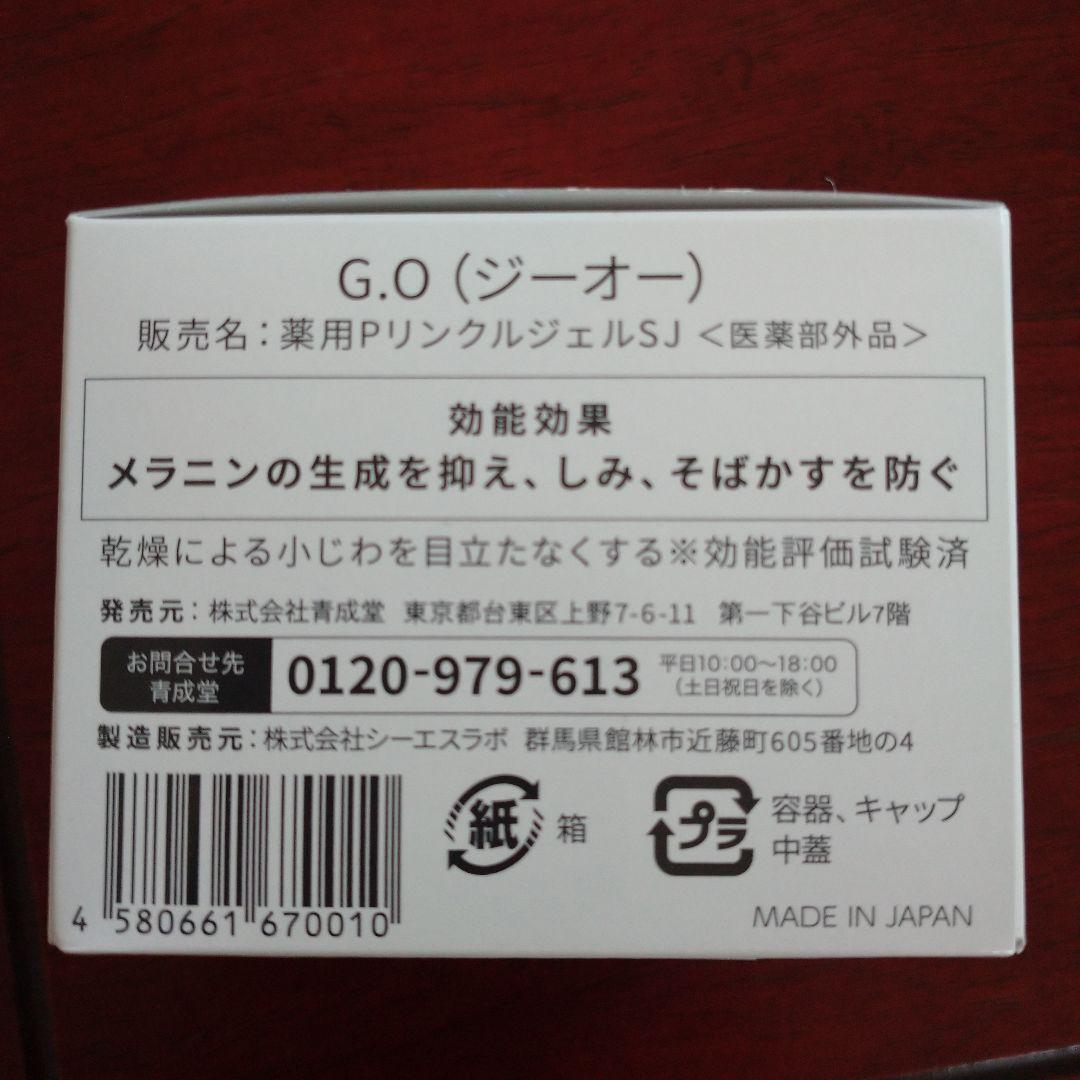 G.O（ジーオー）
販売名：薬用PリンクルジェルSJ＜医薬部外品＞
効能効果
メラニンの生成を抑え、しみ、そばかすを防ぐ
乾燥による小じわを目立たなくする※効能評価試験済
発売元：株式会社青成堂 東京都台東区上野7-6-11 第一下谷ビル7階
お問合せ先
青成堂
0120-979-613
平日10:00～18:00
（土日祝日を除く）
製造販売元：株式会社シーエスラボ 群馬県館林市近藤町605番地の4
紙 箱
プラ 容器、キャップ
中蓋
4 580661 670010
MADE IN JAPAN